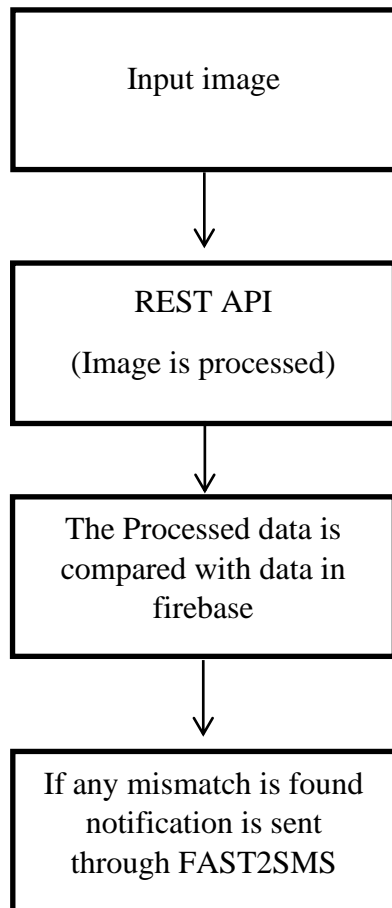 Input image
REST API
(Image is processed)
The Processed data is
compared with data in
firebase
If any mismatch is found
notification is sent
through FAST2SMS